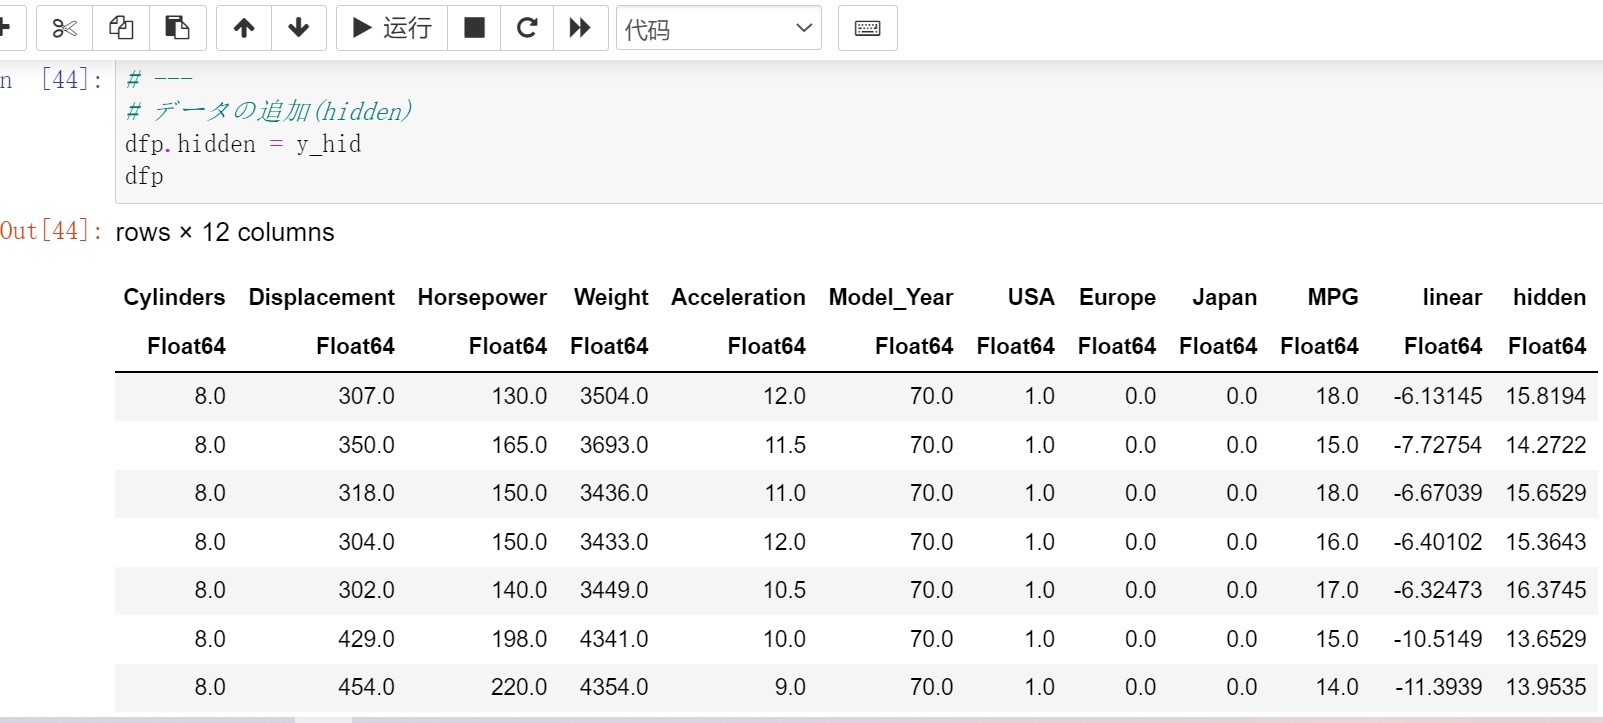 运行
代码
n [44]:
# ---
# データの追加(hidden)
dfp.hidden = y_hid
dfp
Out[44]:
rows × 12 columns
Cylinders Displacement Horsepower Weight Acceleration Model_Year USA Europe Japan MPG linear hidden
Float64 Float64 Float64 Float64 Float64 Float64 Float64 Float64 Float64 Float64 Float64 Float64
8.0 307.0 130.0 3504.0 12.0 70.0 1.0 0.0 0.0 18.0 -6.13145 15.8194
8.0 350.0 165.0 3693.0 11.5 70.0 1.0 0.0 0.0 15.0 -7.72754 14.2722
8.0 318.0 150.0 3436.0 11.0 70.0 1.0 0.0 0.0 18.0 -6.67039 15.6529
8.0 304.0 150.0 3433.0 12.0 70.0 1.0 0.0 0.0 16.0 -6.40102 15.3643
8.0 302.0 140.0 3449.0 10.5 70.0 1.0 0.0 0.0 17.0 -6.32473 16.3745
8.0 429.0 198.0 4341.0 10.0 70.0 1.0 0.0 0.0 15.0 -10.5149 13.6529
8.0 454.0 220.0 4354.0 9.0 70.0 1.0 0.0 0.0 14.0 -11.3939 13.9535